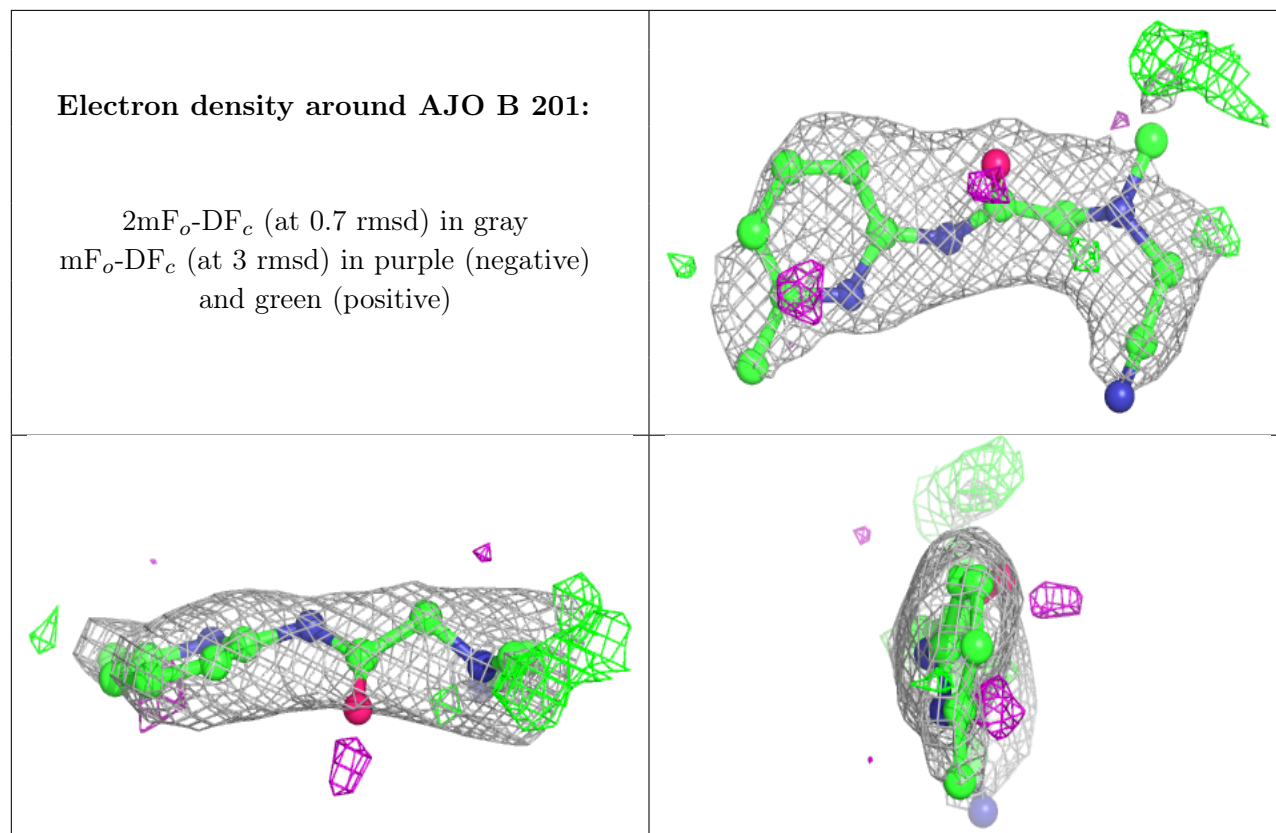 Electron density around AJO B 201:
2mFo-DFc (at 0.7 rmsd) in gray
mFo-DFc (at 3 rmsd) in purple (negative)
and green (positive)